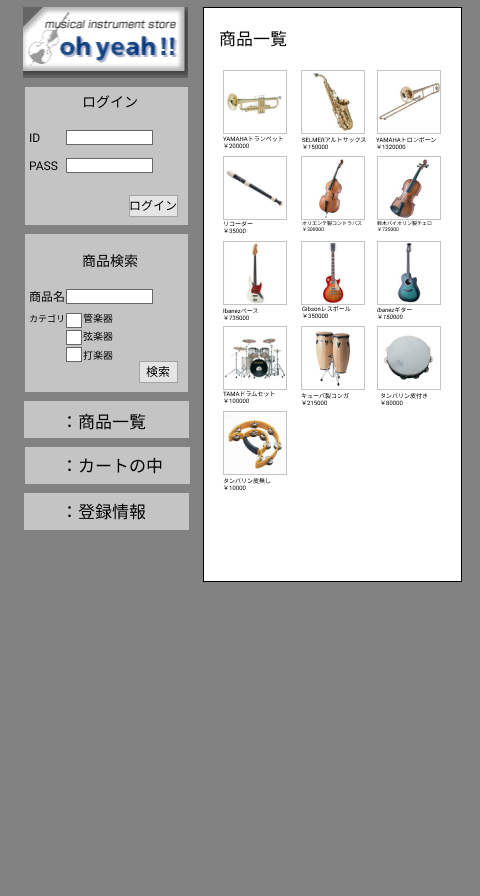 musical instrument store
oh yeah !!
ログイン
ID
PASS
ログイン
商品検索
商品名
カテゴリ
管楽器
弦楽器
打楽器
検索
：商品一覧
：カートの中
：登録情報
商品一覧
YAMAHAトランペット
￥200000
SELMERアルトサックス
￥150000
YAMAHAトロンボーン
￥1320000
リコーダー
￥35000
オリエンテ製コントラバス
￥300000
鈴木バイオリン製チェロ
￥735000
Ibanezベース
￥735000
Gibsonレスポール
￥350000
Ibanezギター
￥150000
TAMAドラムセット
￥100000
キューバ製コンガ
￥215000
タンバリン皮付き
￥80000
タンバリン皮無し
￥10000